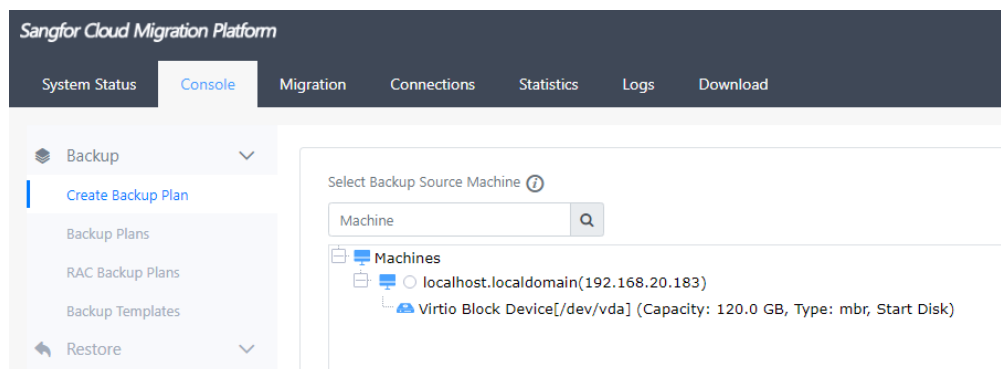 Sangfor Cloud Migration Platform
System Status Console Migration Connections Statistics Logs Download
Backup
Create Backup Plan
Backup Plans
RAC Backup Plans
Backup Templates
Restore
Select Backup Source Machine
Machine
Machines
localhost.localdomain(192.168.20.183)
Virtio Block Device[/dev/vda] (Capacity: 120.0 GB, Type: mbr, Start Disk)